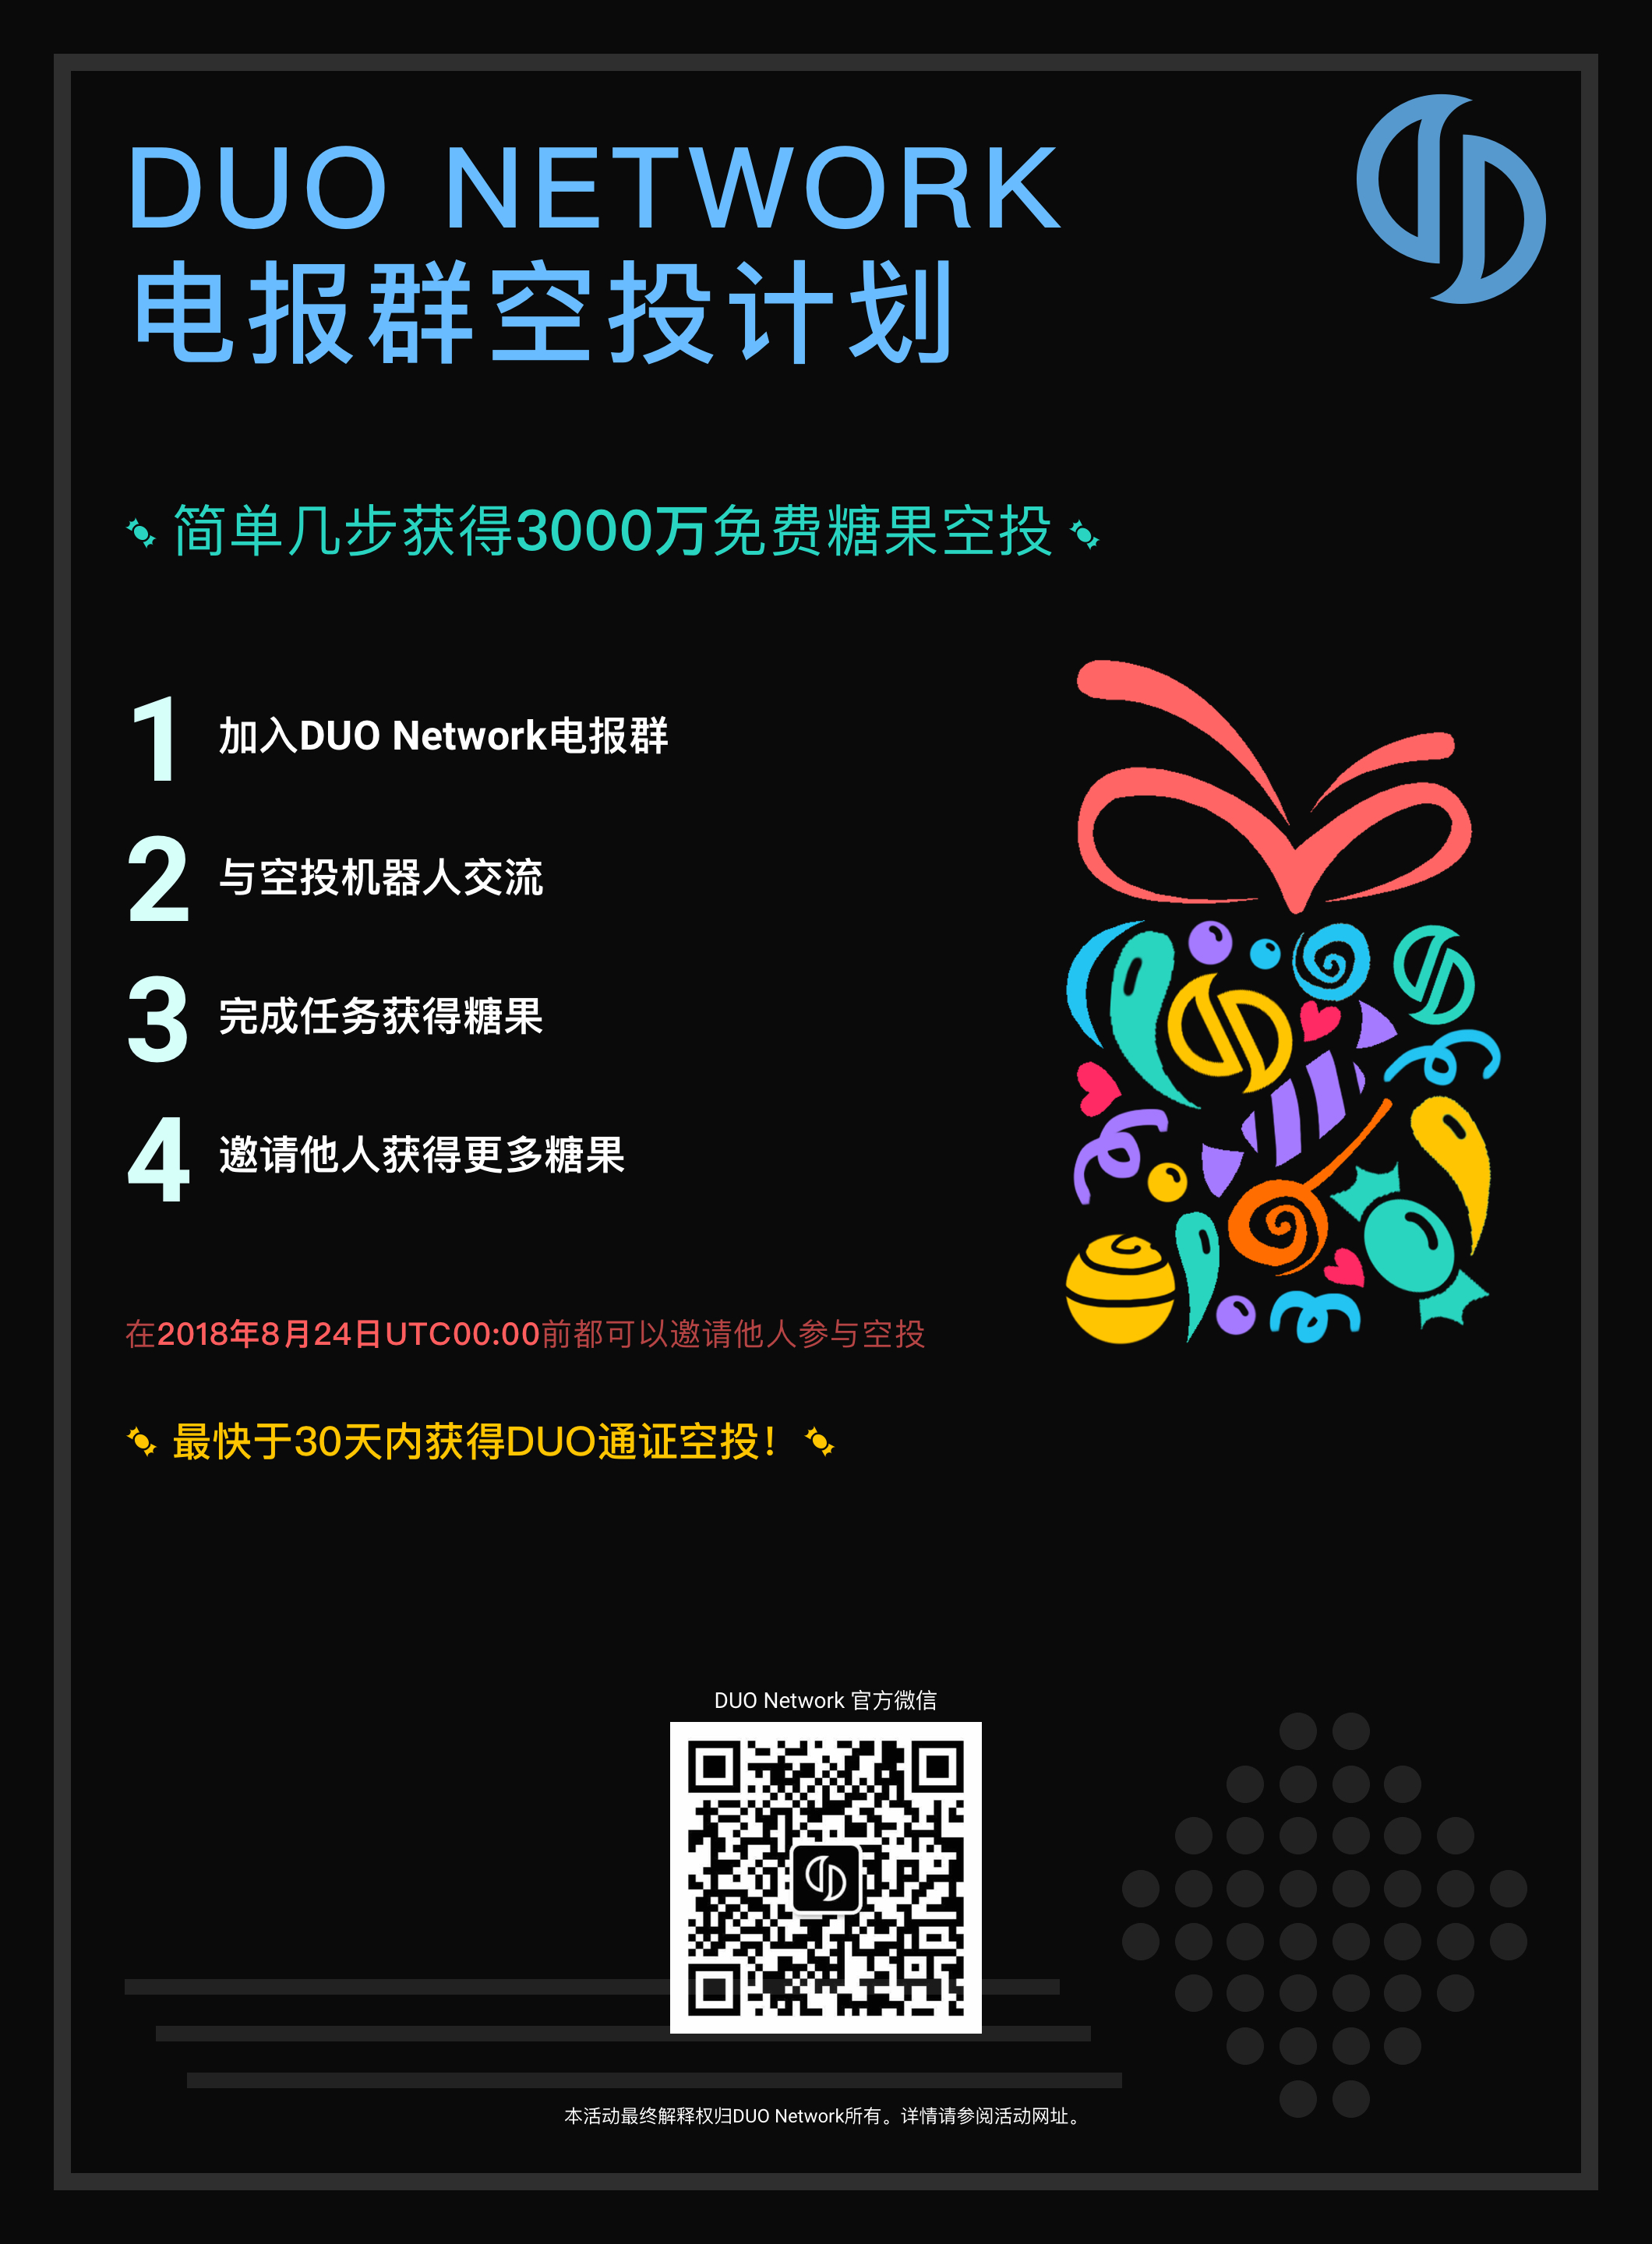 DUO NETWORK
电报群空投计划
简单几步获得3000万免费糖果空投
1 加入DUO Network电报群
2 与空投机器人交流
3 完成任务获得糖果
4 邀请他人获得更多糖果
在2018年8月24日UTC00:00前都可以邀请他人参与空投
最快于30天内获得DUO通证空投！
DUO Network 官方微信
本活动最终解释权归DUO Network所有。详情请参阅活动网址。